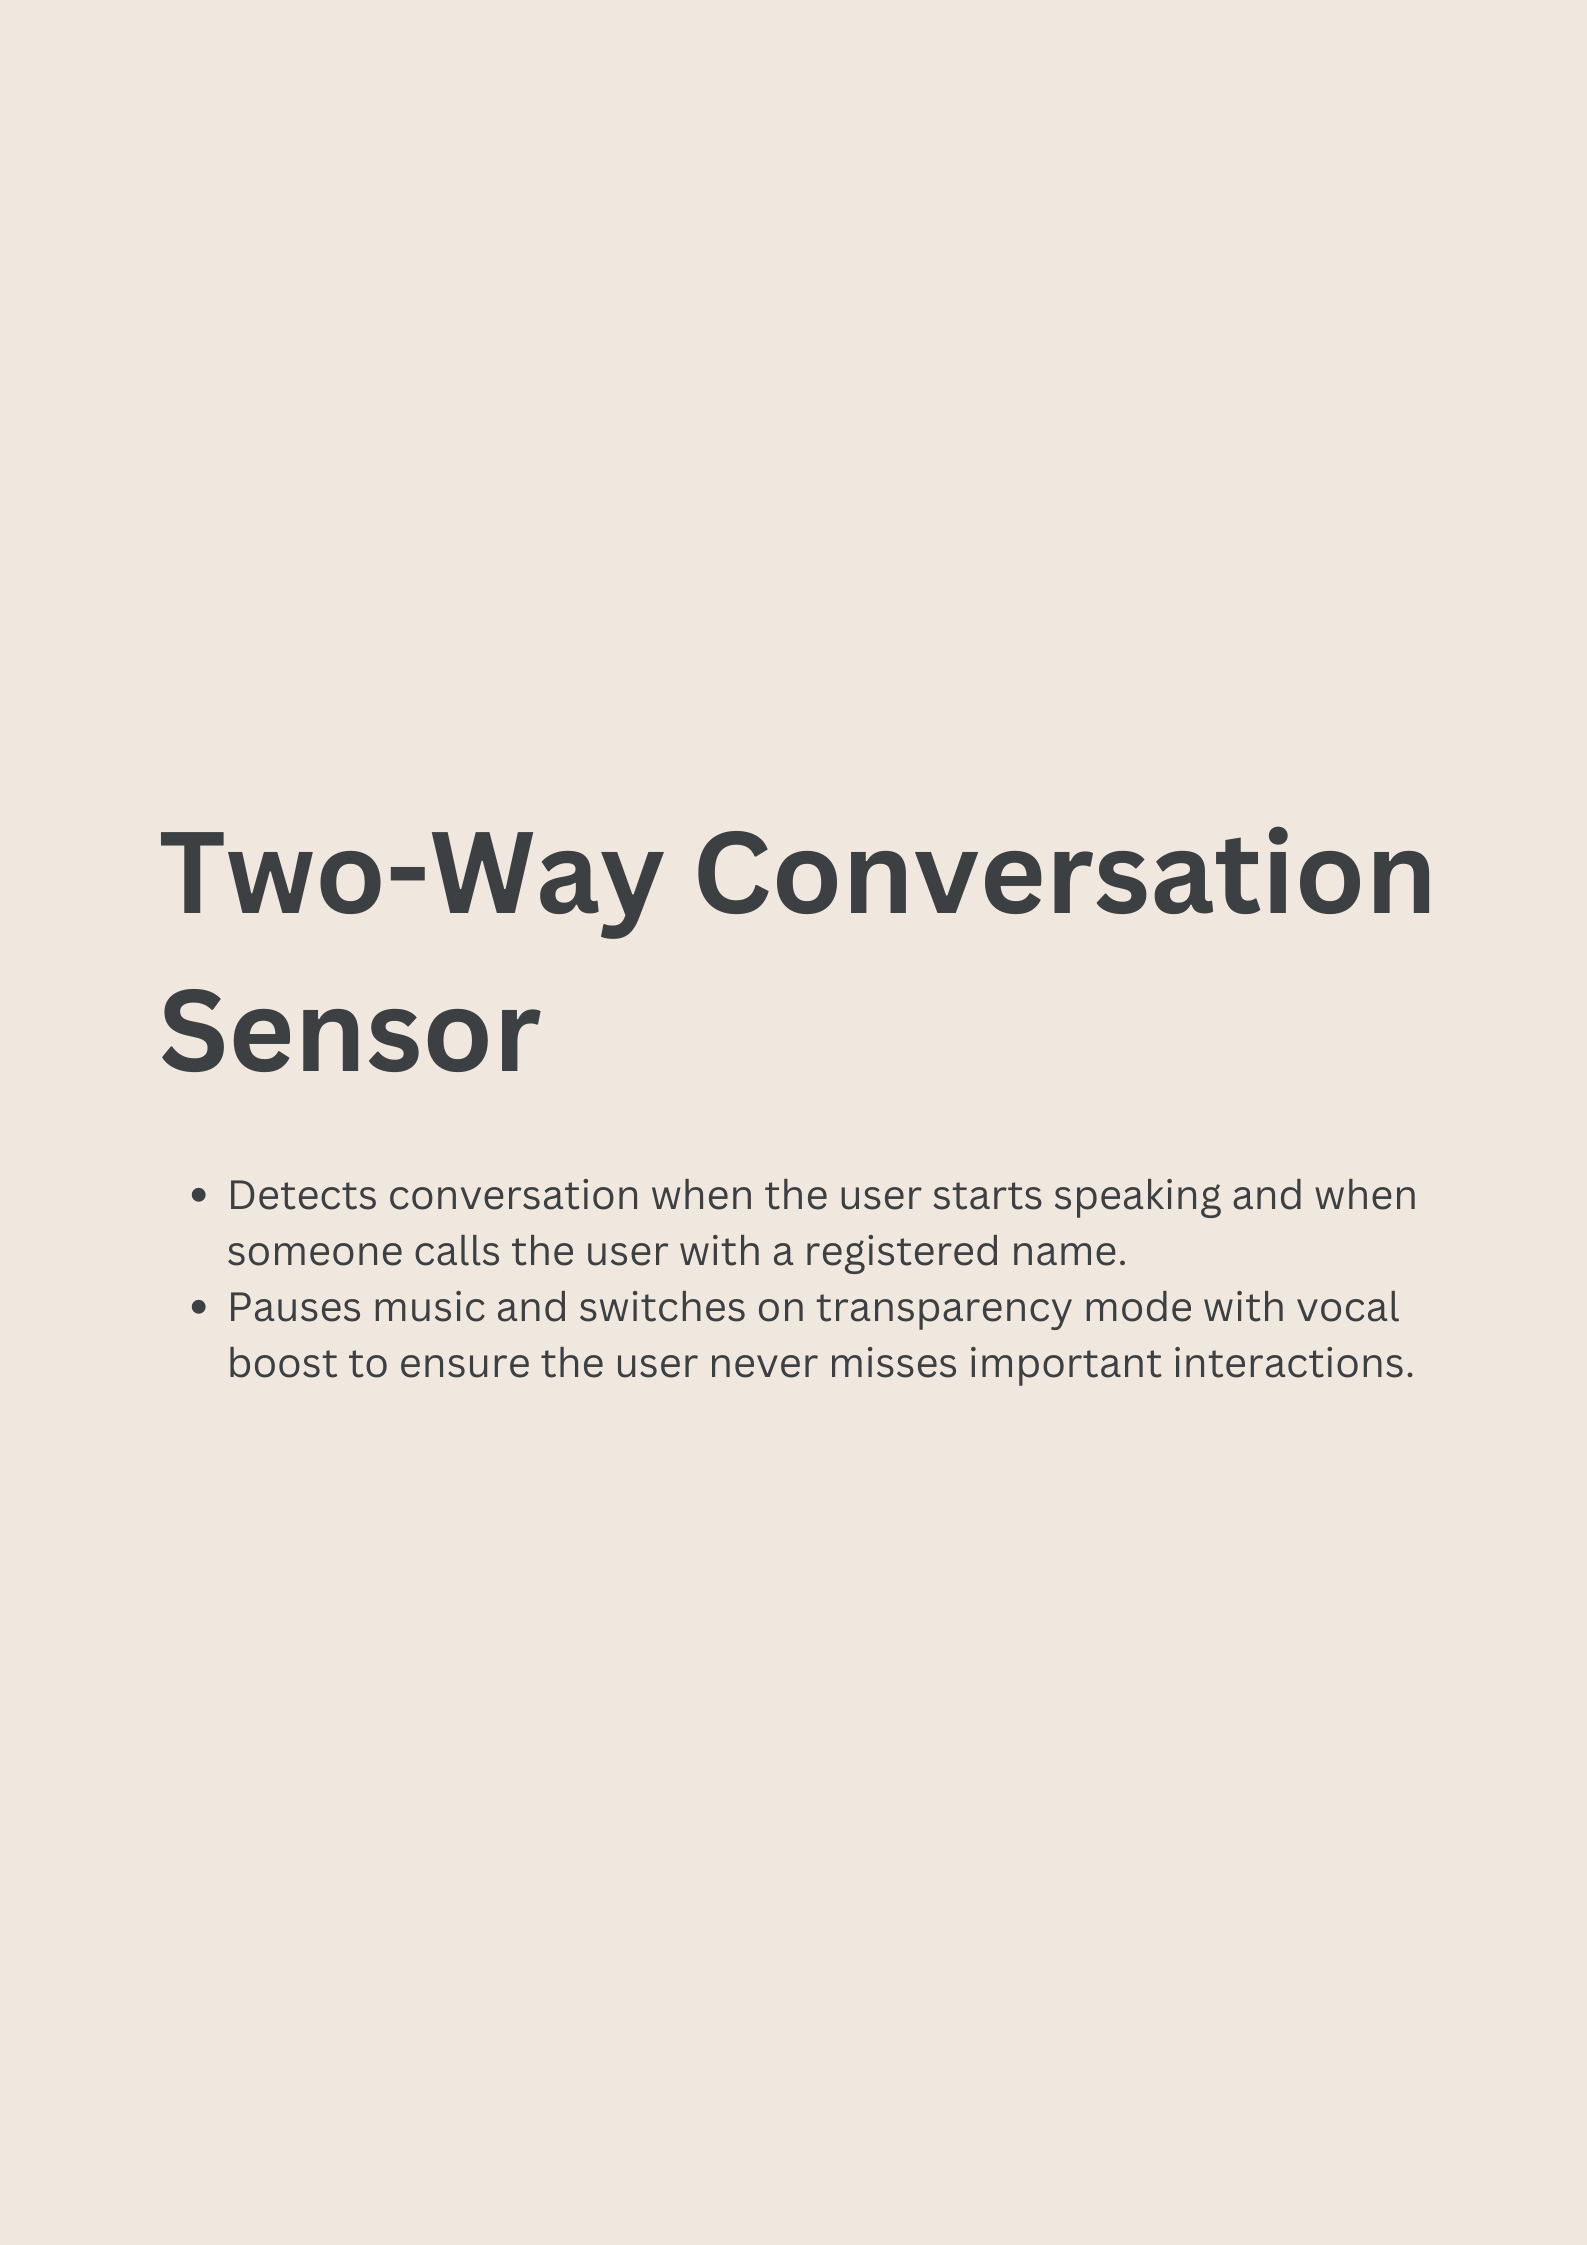 Two-Way Conversation
Sensor
• Detects conversation when the user starts speaking and when
someone calls the user with a registered name.
• Pauses music and switches on transparency mode with vocal
boost to ensure the user never misses important interactions.